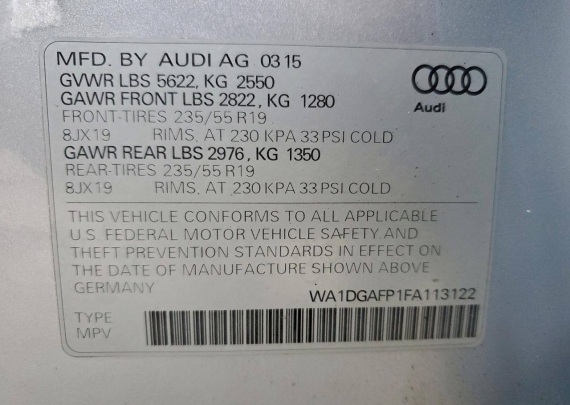 MFD. BY AUDI AG 03 15
GVWR LBS 5622, KG 2550
GAWR FRONT LBS 2822, KG 1280
FRONT-TIRES 235/55 R19
8JX19 RIMS, AT 230 KPA 33 PSI COLD
GAWR REAR LBS 2976, KG 1350
REAR-TIRES 235/55 R19
8JX19 RIMS, AT 230 KPA 33 PSI COLD
Audi
THIS VEHICLE CONFORMS TO ALL APPLICABLE
U.S. FEDERAL MOTOR VEHICLE SAFETY AND
THEFT PREVENTION STANDARDS IN EFFECT ON
THE DATE OF MANUFACTURE SHOWN ABOVE
GERMANY
WA1DGAFP1FA113122
TYPE
MPV